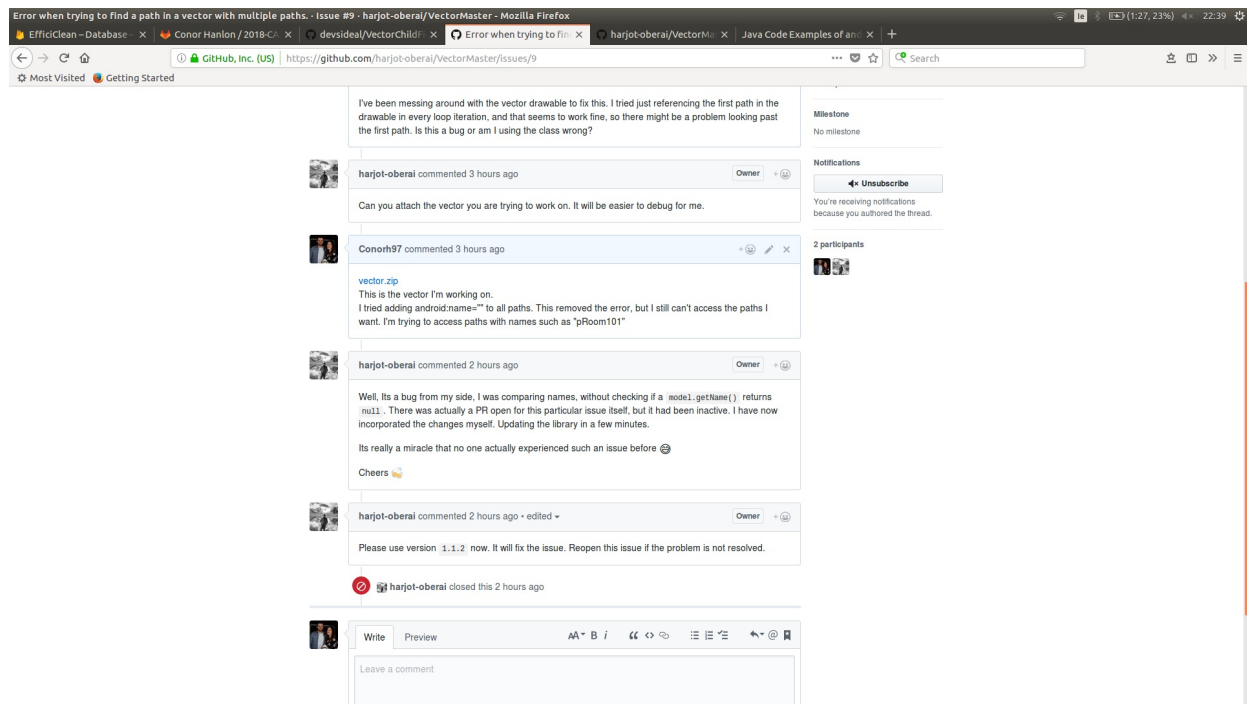 Error when trying to find a path in a vector with multiple paths. · Issue #9 · harjot-oberai/VectorMaster - Mozilla Firefox
Ie (1:27, 23%) 22:39
EfficiClean – Database – Conor Hanlon / 2018-CA devsideal/VectorChildF Error when trying to fin harjot-oberai/VectorMa Java Code Examples of and
GitHub, Inc. (US) https://github.com/harjot-oberai/VectorMaster/issues/9 Search
Most Visited Getting Started
I've been messing around with the vector drawable to fix this. I tried just referencing the first path in the
drawable in every loop iteration, and that seems to work fine, so there might be a problem looking past
the first path. Is this a bug or am I using the class wrong?
Milestone
No milestone
Notifications
Unsubscribe
You're receiving notifications
because you authored the thread.
2 participants
harjot-oberai commented 3 hours ago Owner
Can you attach the vector you are trying to work on. It will be easier to debug for me.
Conorh97 commented 3 hours ago
vector.zip
This is the vector I'm working on.
I tried adding android:name="" to all paths. This removed the error, but I still can't access the paths I
want. I'm trying to access paths with names such as "pRoom101"
harjot-oberai commented 2 hours ago Owner
Well, Its a bug from my side, I was comparing names, without checking if a model.getName() returns
null . There was actually a PR open for this particular issue itself, but it had been inactive. I have now
incorporated the changes myself. Updating the library in a few minutes.
Its really a miracle that no one actually experienced such an issue before 😅
Cheers 🍻
harjot-oberai commented 2 hours ago • edited Owner
Please use version 1.1.2 now. It will fix the issue. Reopen this issue if the problem is not resolved.
harjot-oberai closed this 2 hours ago
Write Preview AA B i “ <> @
Leave a comment